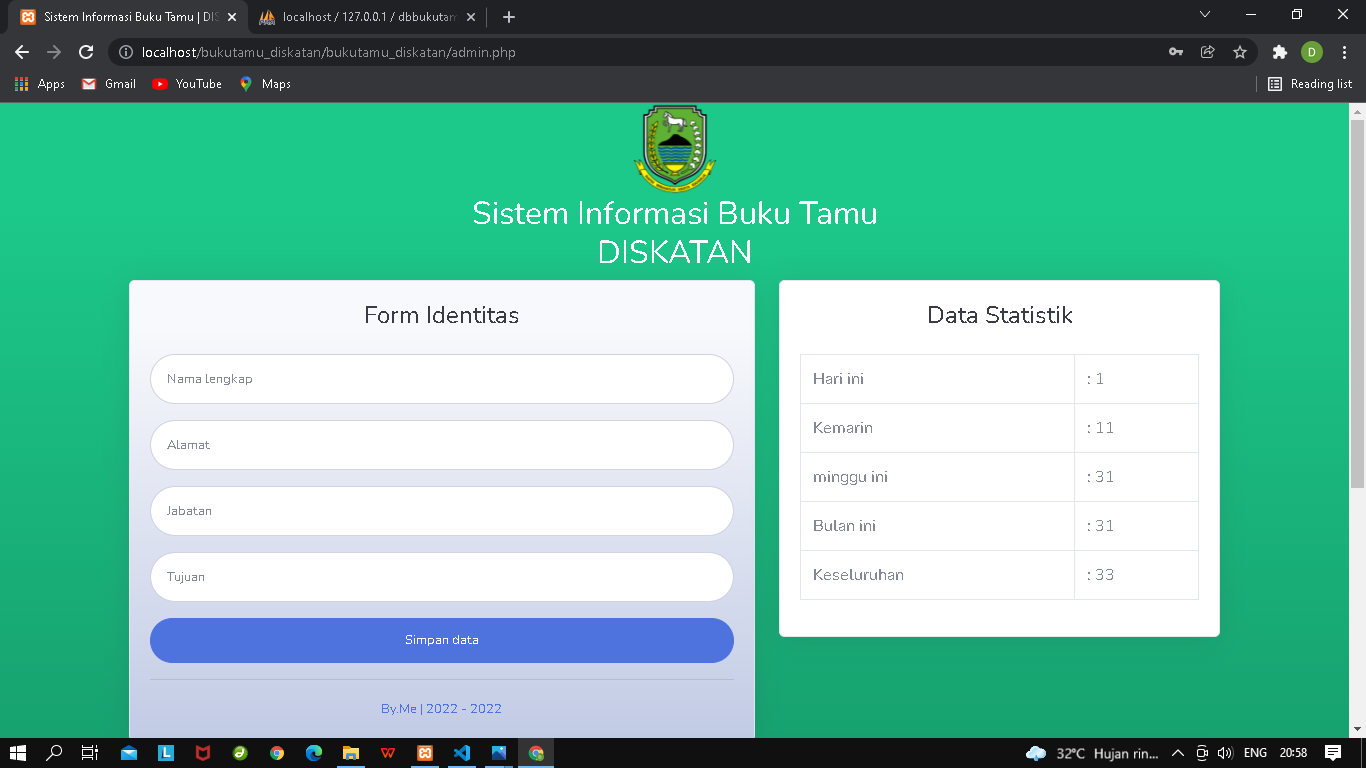 Sistem Informasi Buku Tamu | DIS
localhost / 127.0.0.1 / dbbukutam
localhost/bukutamu_diskatan/bukutamu_diskatan/admin.php
D
Apps
Gmail
YouTube
Maps
Reading list
Sistem Informasi Buku Tamu
DISKATAN
Form Identitas
Nama lengkap
Alamat
Jabatan
Tujuan
Simpan data
By.Me | 2022 - 2022
Data Statistik
Hari ini : 1
Kemarin : 11
minggu ini : 31
Bulan ini : 31
Keseluruhan : 33
32°C Hujan rin...
ENG
20:58